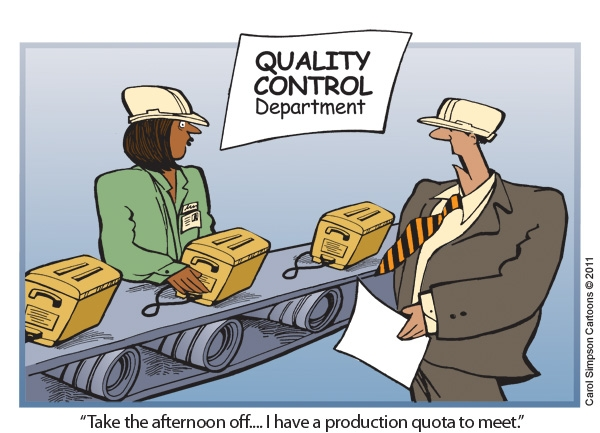 QUALITY
CONTROL
Department
Carol Simpson Cartoons © 2011
“Take the afternoon off.... I have a production quota to meet.”